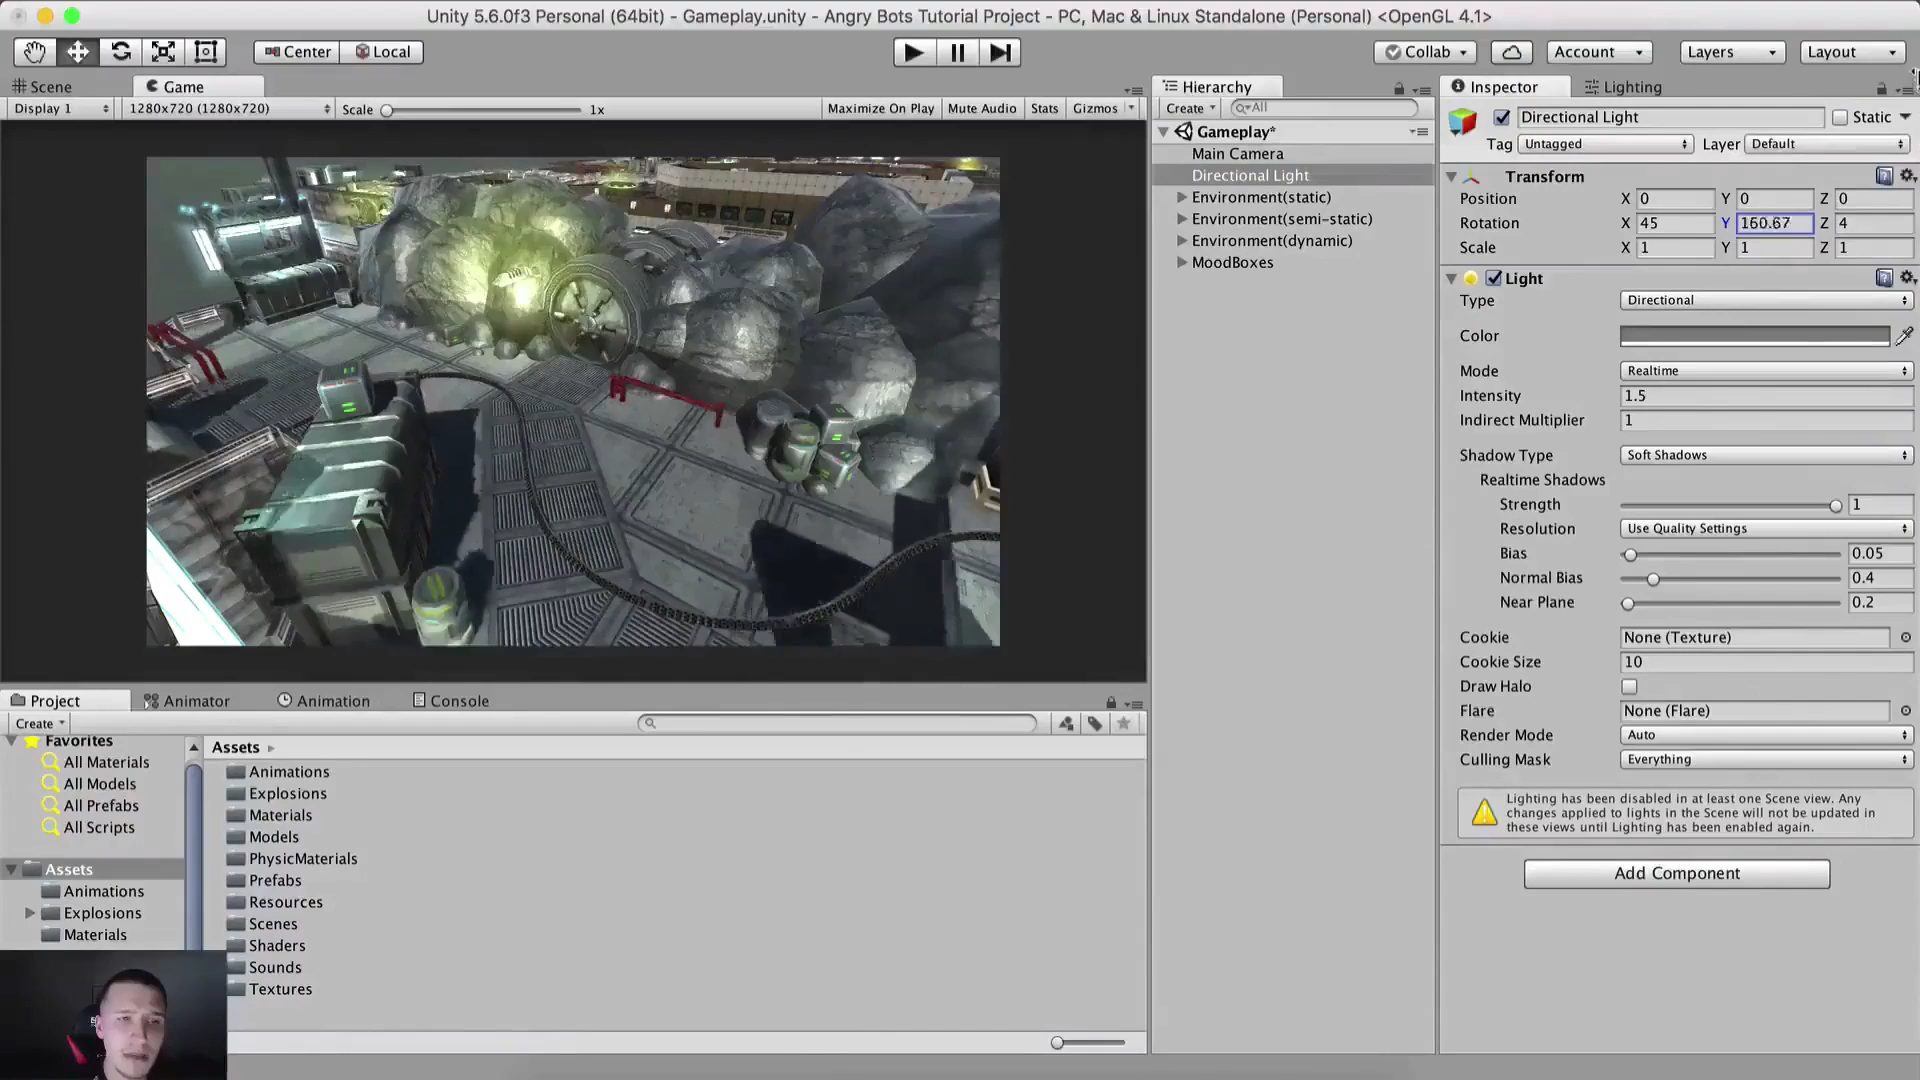 Unity 5.6.0f3 Personal (64bit) - Gameplay.unity - Angry Bots Tutorial Project - PC, Mac & Linux Standalone (Personal) <OpenGL 4.1>
Center Local Collab Account Layers Layout
Scene Game
Display 1 1280x720 (1280x720) Scale 1x Maximize On Play Mute Audio Stats Gizmos
Hierarchy
Create All
Gameplay*
Main Camera
Directional Light
Environment(static)
Environment(semi-static)
Environment(dynamic)
MoodBoxes
Inspector Lighting
Directional Light Static
Tag Untagged Layer Default
Transform
Position X 0 Y 0 Z 0
Rotation X 45 Y 160.67 Z 4
Scale X 1 Y 1 Z 1
Light
Type Directional
Color
Mode Realtime
Intensity 1.5
Indirect Multiplier 1
Shadow Type Soft Shadows
Realtime Shadows
Strength 1
Resolution Use Quality Settings
Bias 0.05
Normal Bias 0.4
Near Plane 0.2
Cookie None (Texture)
Cookie Size 10
Draw Halo
Flare None (Flare)
Render Mode Auto
Culling Mask Everything
Lighting has been disabled in at least one Scene view. Any
changes applied to lights in the Scene will not be updated in
these views until Lighting has been enabled again.
Add Component
Project Animator Animation Console
Create
Favorites
All Materials
All Models
All Prefabs
All Scripts
Assets
Animations
Explosions
Materials
Assets
Animations
Explosions
Materials
Models
PhysicMaterials
Prefabs
Resources
Scenes
Shaders
Sounds
Textures